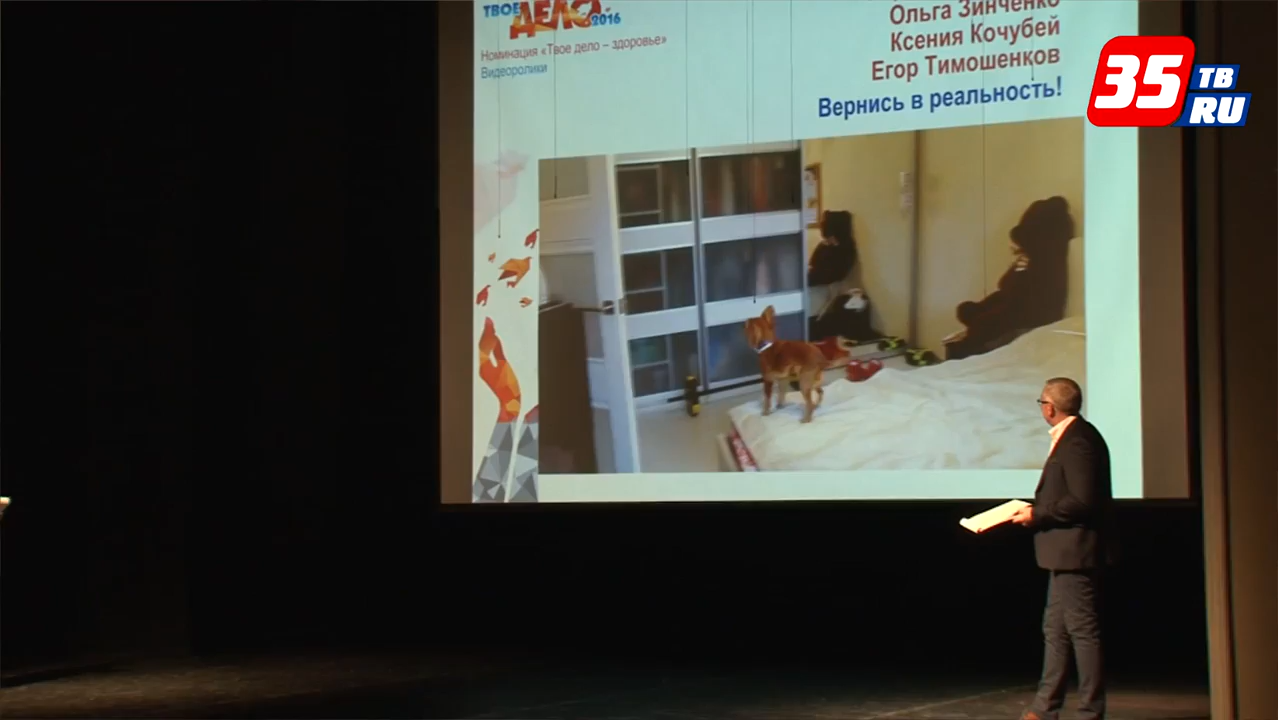 ТВОЕ
ДЕЛО
2016
Номинация «Твое дело – здоровье»
Видеоролики
Ольга Зинченко
Ксения Кочубей
Егор Тимошенков
Вернись в реальность!
35
ТВ
RU